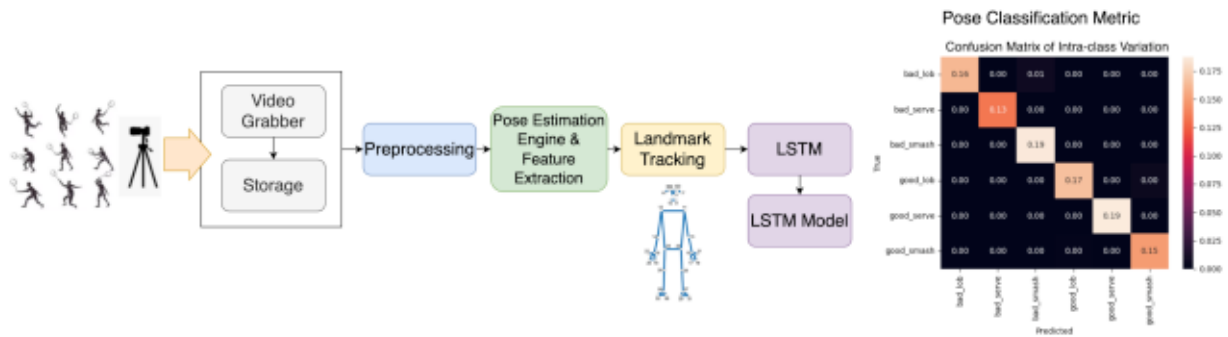 Video
Grabber
Storage
Preprocessing
Pose Estimation
Engine &
Feature
Extraction
Landmark
Tracking
LSTM
LSTM Model
Pose Classification Metric
Confusion Matrix of Intra-class Variation
True
bad_lob 0.16 0.00 0.01 0.00 0.00 0.00
bad_serve 0.00 0.13 0.00 0.00 0.00 0.00
bad_smash 0.00 0.00 0.19 0.00 0.00 0.00
good_lob 0.00 0.00 0.00 0.17 0.00 0.00
good_serve 0.00 0.00 0.00 0.00 0.19 0.00
good_smash 0.00 0.00 0.00 0.00 0.00 0.15
bad_lob bad_serve bad_smash good_lob good_serve good_smash
Predicted
0.175
0.150
0.125
0.100
0.075
0.050
0.025
0.000